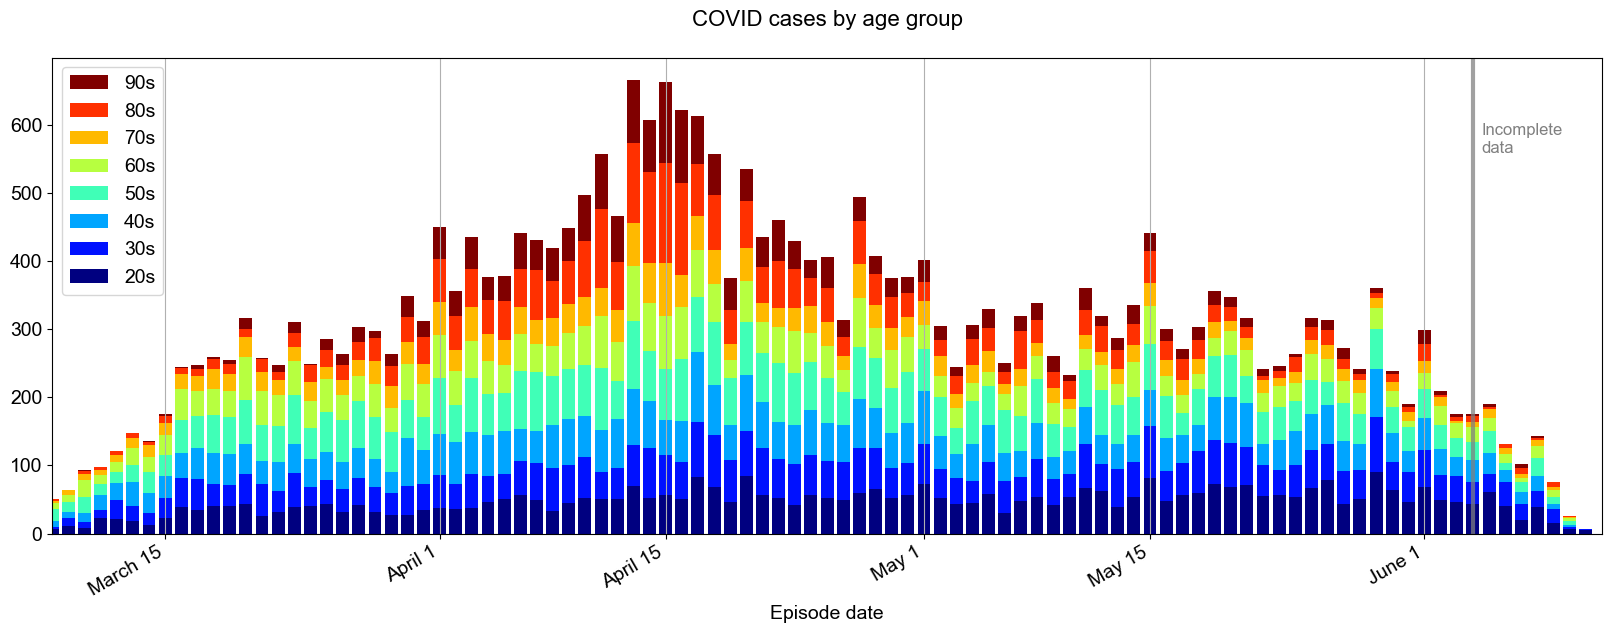 COVID cases by age group
90s
80s
70s
60s
50s
40s
30s
20s
Incomplete
data
600
500
400
300
200
100
0
March 15
April 1
April 15
May 1
May 15
June 1
Episode date